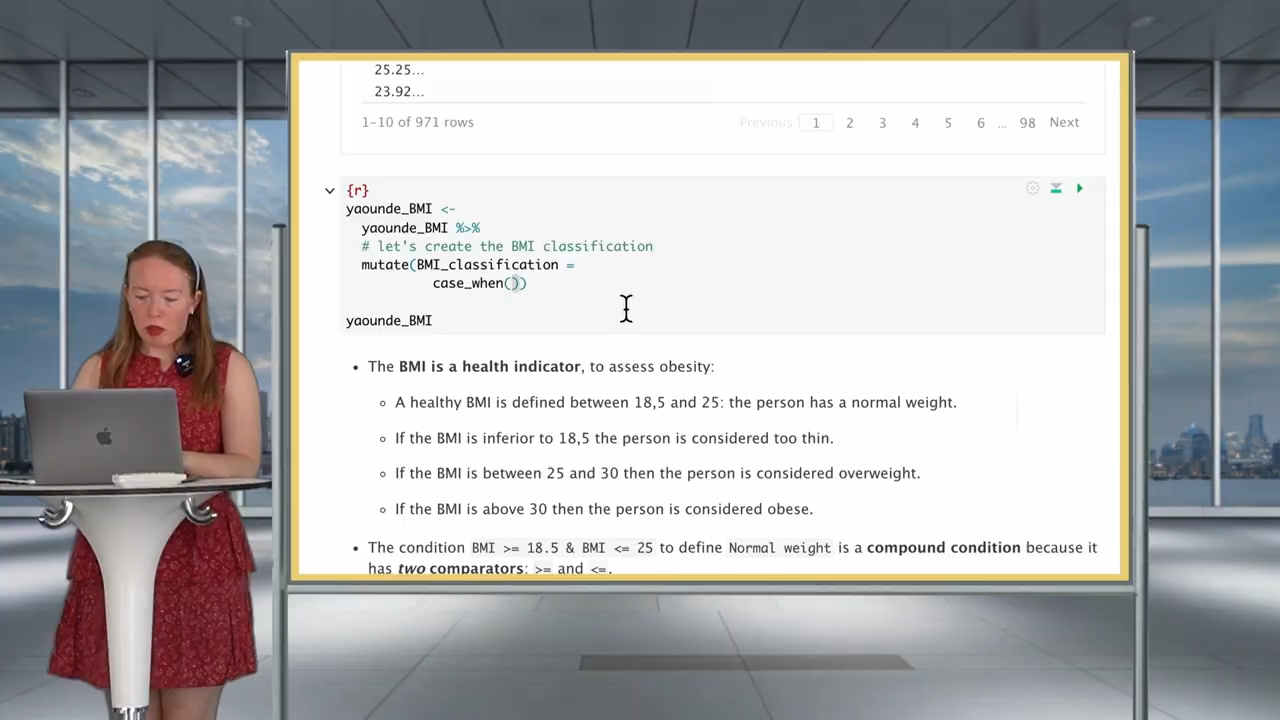 25.25...
23.92...
1-10 of 971 rows Previous 1 2 3 4 5 6 ... 98 Next
{r}
yaounde_BMI <-
yaounde_BMI %>%
# let's create the BMI classification
mutate(BMI_classification =
case_when())
yaounde_BMI
• The BMI is a health indicator, to assess obesity:
◦ A healthy BMI is defined between 18,5 and 25: the person has a normal weight.
◦ If the BMI is inferior to 18,5 the person is considered too thin.
◦ If the BMI is between 25 and 30 then the person is considered overweight.
◦ If the BMI is above 30 then the person is considered obese.
• The condition BMI >= 18.5 & BMI <= 25 to define Normal weight is a compound condition because it
has two comparators: >= and <=.